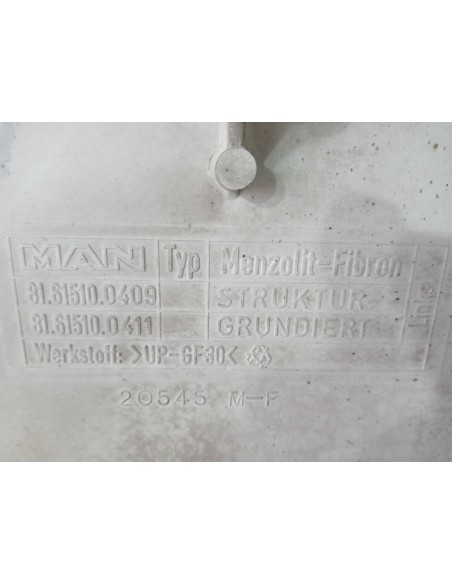 MAN Typ Menzolit-Fibron
81.61510.0409 STRUKTUR
81.61510.0411 GRUNDIERT
Links
Werkstoff: >UP-GF30<
20545 M-F